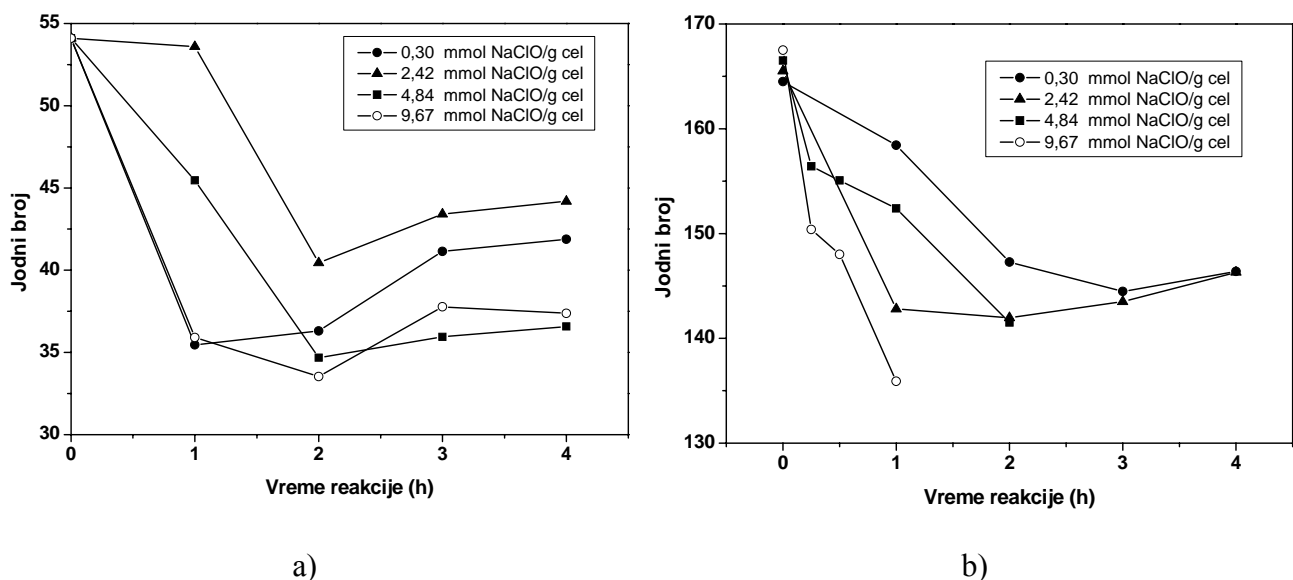 55
50
45
40
35
30
Jodni broj
0,30 mmol NaClO/g cel
2,42 mmol NaClO/g cel
4,84 mmol NaClO/g cel
9,67 mmol NaClO/g cel
0 1 2 3 4
Vreme reakcije (h)
a)
170
160
150
140
130
Jodni broj
0,30 mmol NaClO/g cel
2,42 mmol NaClO/g cel
4,84 mmol NaClO/g cel
9,67 mmol NaClO/g cel
0 1 2 3 4
Vreme reakcije (h)
b)